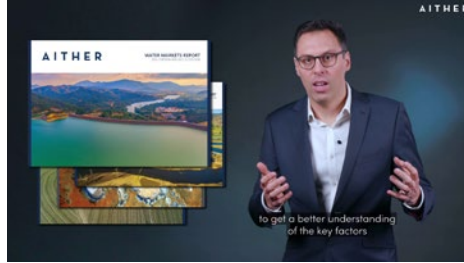 AITHER
AITHER
WATER MARKETS REPORT
to get a better understanding
of the key factors